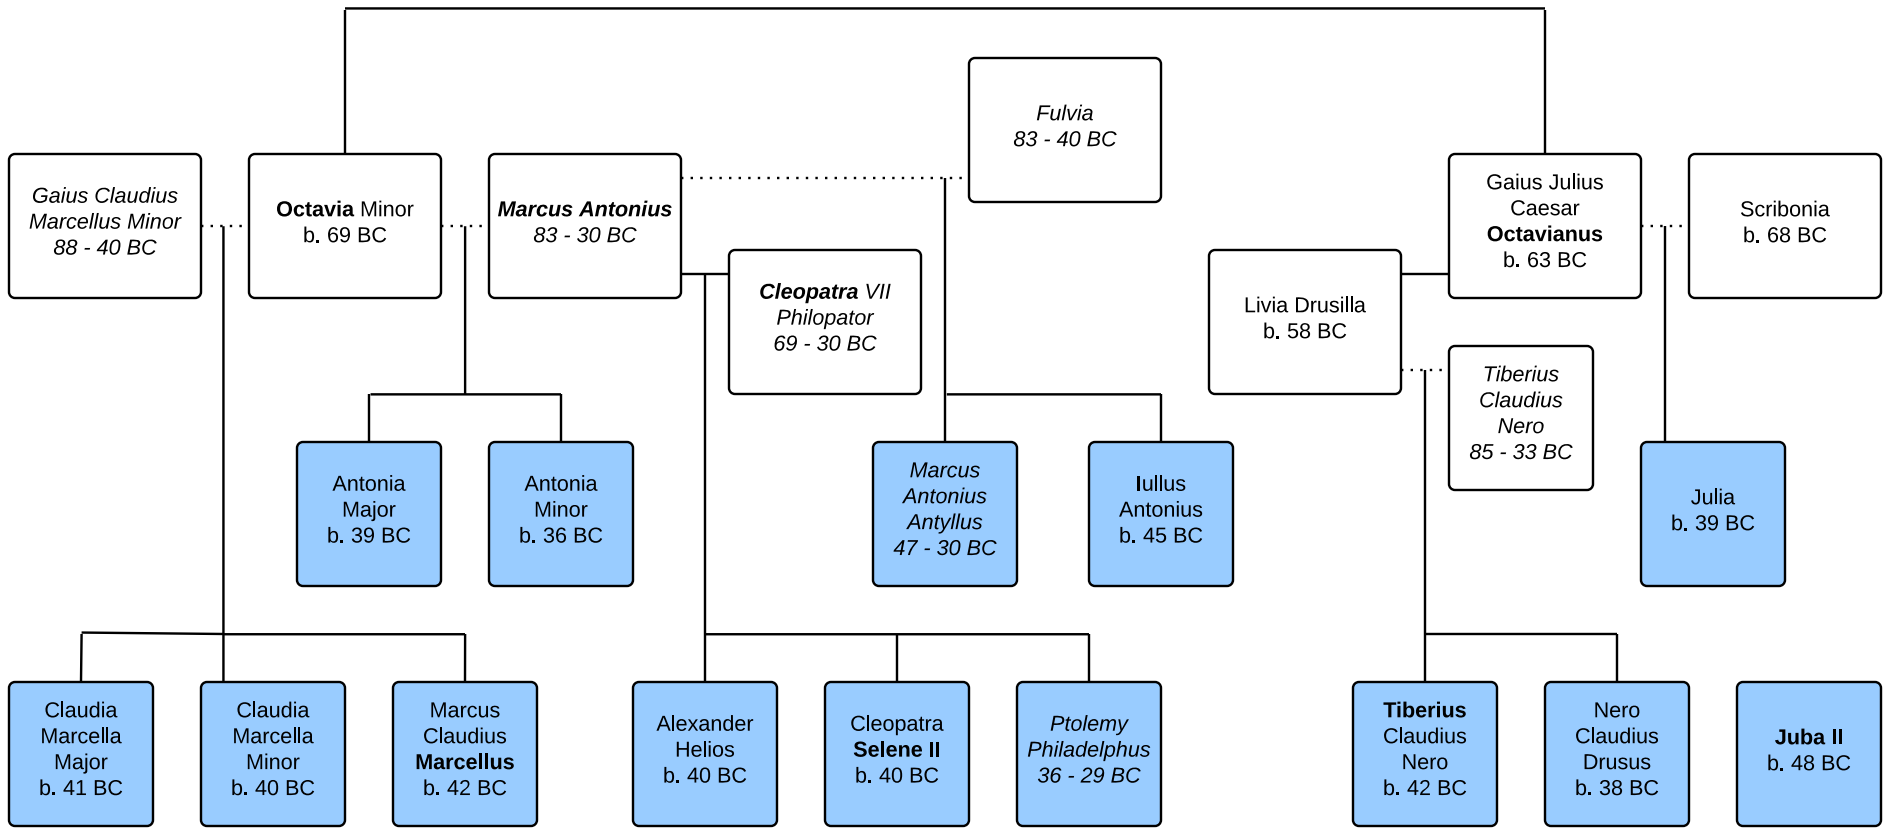 Fulvia
83 - 40 BC
Gaius Claudius
Marcellus Minor
88 - 40 BC
Octavia Minor
b. 69 BC
Marcus Antonius
83 - 30 BC
Gaius Julius
Caesar
Octavianus
b. 63 BC
Scribonia
b. 68 BC
Cleopatra VII
Philopator
69 - 30 BC
Livia Drusilla
b. 58 BC
Tiberius
Claudius
Nero
85 - 33 BC
Antonia
Major
b. 39 BC
Antonia
Minor
b. 36 BC
Marcus
Antonius
Antyllus
47 - 30 BC
Iullus
Antonius
b. 45 BC
Julia
b. 39 BC
Claudia
Marcella
Major
b. 41 BC
Claudia
Marcella
Minor
b. 40 BC
Marcus
Claudius
Marcellus
b. 42 BC
Alexander
Helios
b. 40 BC
Cleopatra
Selene II
b. 40 BC
Ptolemy
Philadelphus
36 - 29 BC
Tiberius
Claudius
Nero
b. 42 BC
Nero
Claudius
Drusus
b. 38 BC
Juba II
b. 48 BC